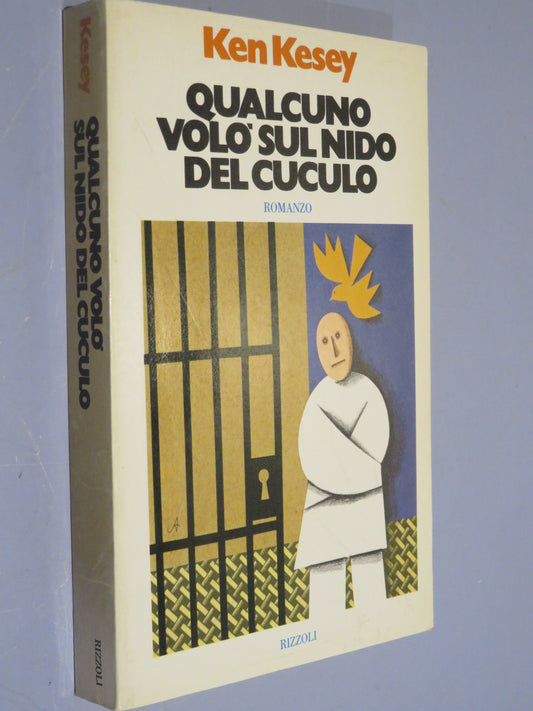 Ken Kesey
QUALCUNO
VOLÒ SUL NIDO
DEL CUCULO
ROMANZO
RIZZOLI
Kesey
QUALCUNO VOLÒ
SUL NIDO DEL CUCULO
RIZZOLI